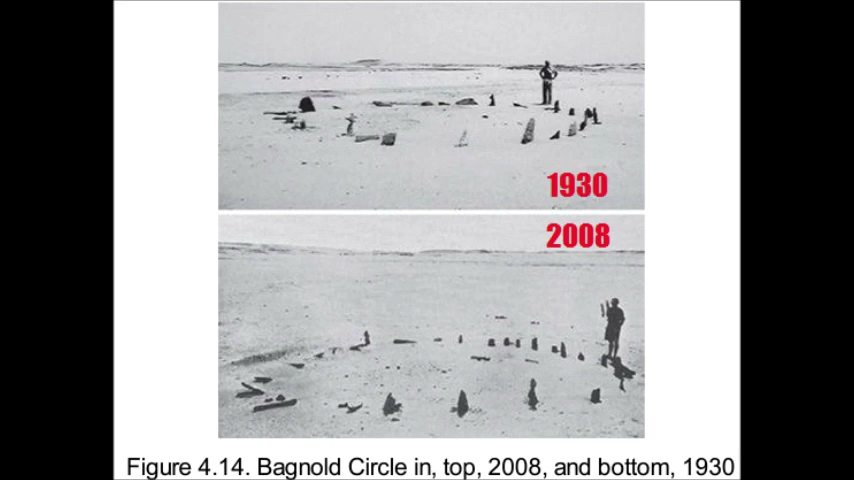 1930
2008
Figure 4.14. Bagnold Circle in, top, 2008, and bottom, 1930